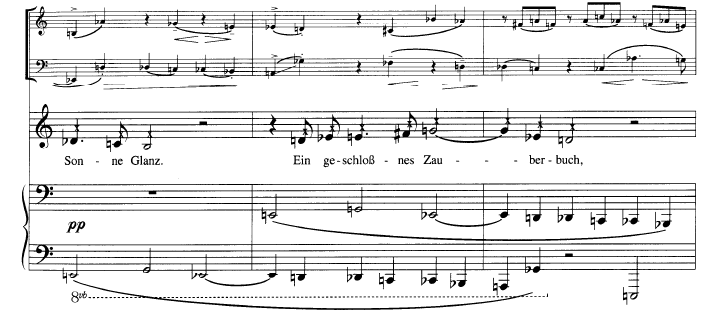 Son - ne Glanz. Ein ge-schloß - nes Zau - - - ber-buch,
pp
8vb